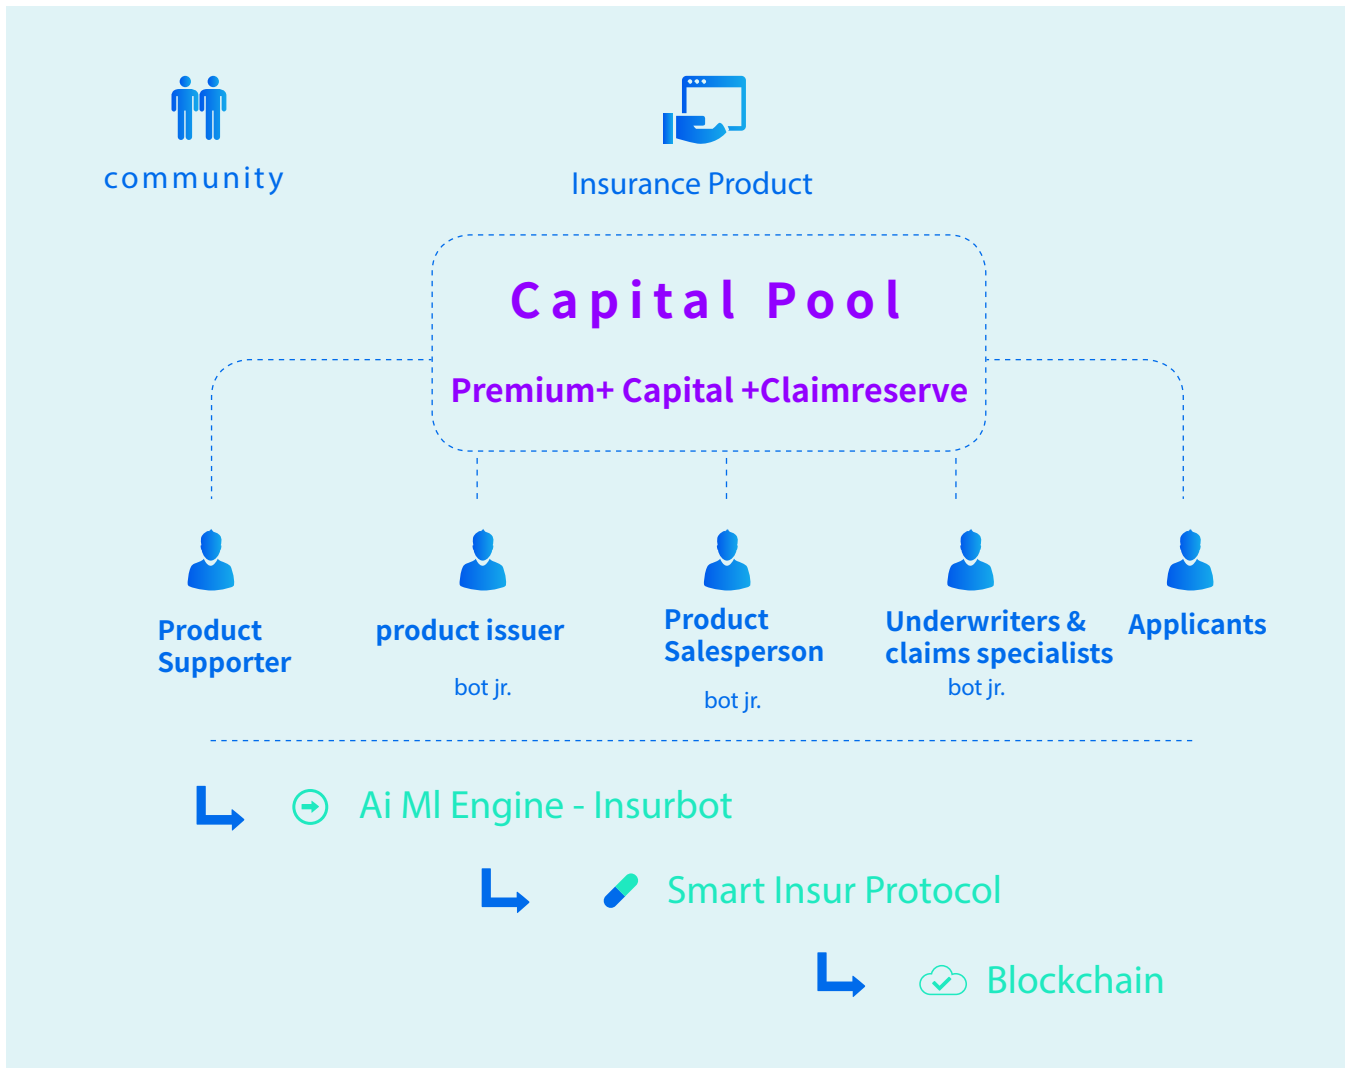 community
Insurance Product
Capital Pool
Premium+ Capital +Claimreserve
Product
Supporter
product issuer
bot jr.
Product
Salesperson
bot jr.
Underwriters &
claims specialists
bot jr.
Applicants
Ai Ml Engine - Insurbot
Smart Insur Protocol
Blockchain